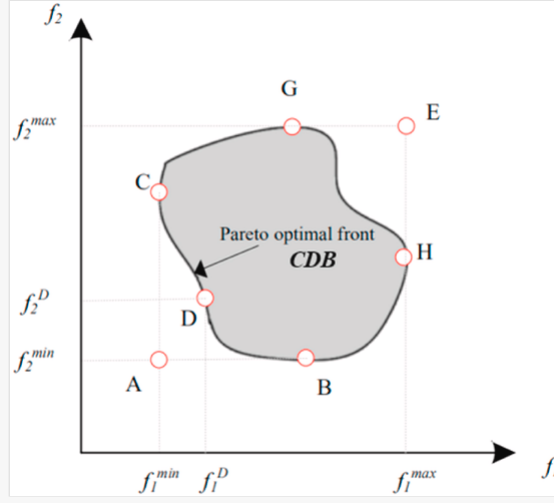 f₂
G
E
f₂ᵐᵃˣ
C
Pareto optimal front
CDB
H
f₂ᴰ
D
f₂ᵐⁱⁿ
A
B
f₁ᵐⁱⁿ f₁ᴰ f₁ᵐᵃˣ
f